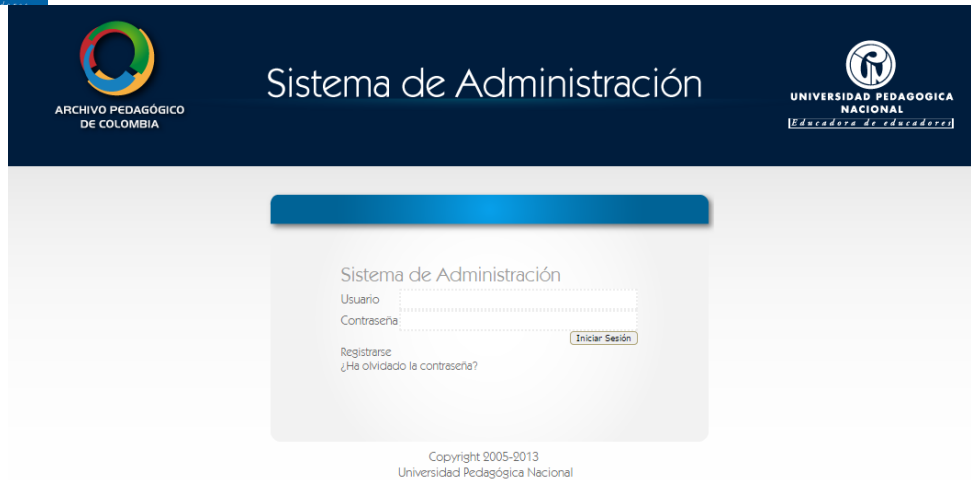 ARCHIVO PEDAGÓGICO
DE COLOMBIA
Sistema de Administración
UNIVERSIDAD PEDAGOGICA
NACIONAL
Educadora de educadores
Sistema de Administración
Usuario
Contraseña
Iniciar Sesión
Registrarse
¿Ha olvidado la contraseña?
Copyright 2005-2013
Universidad Pedagógica Nacional